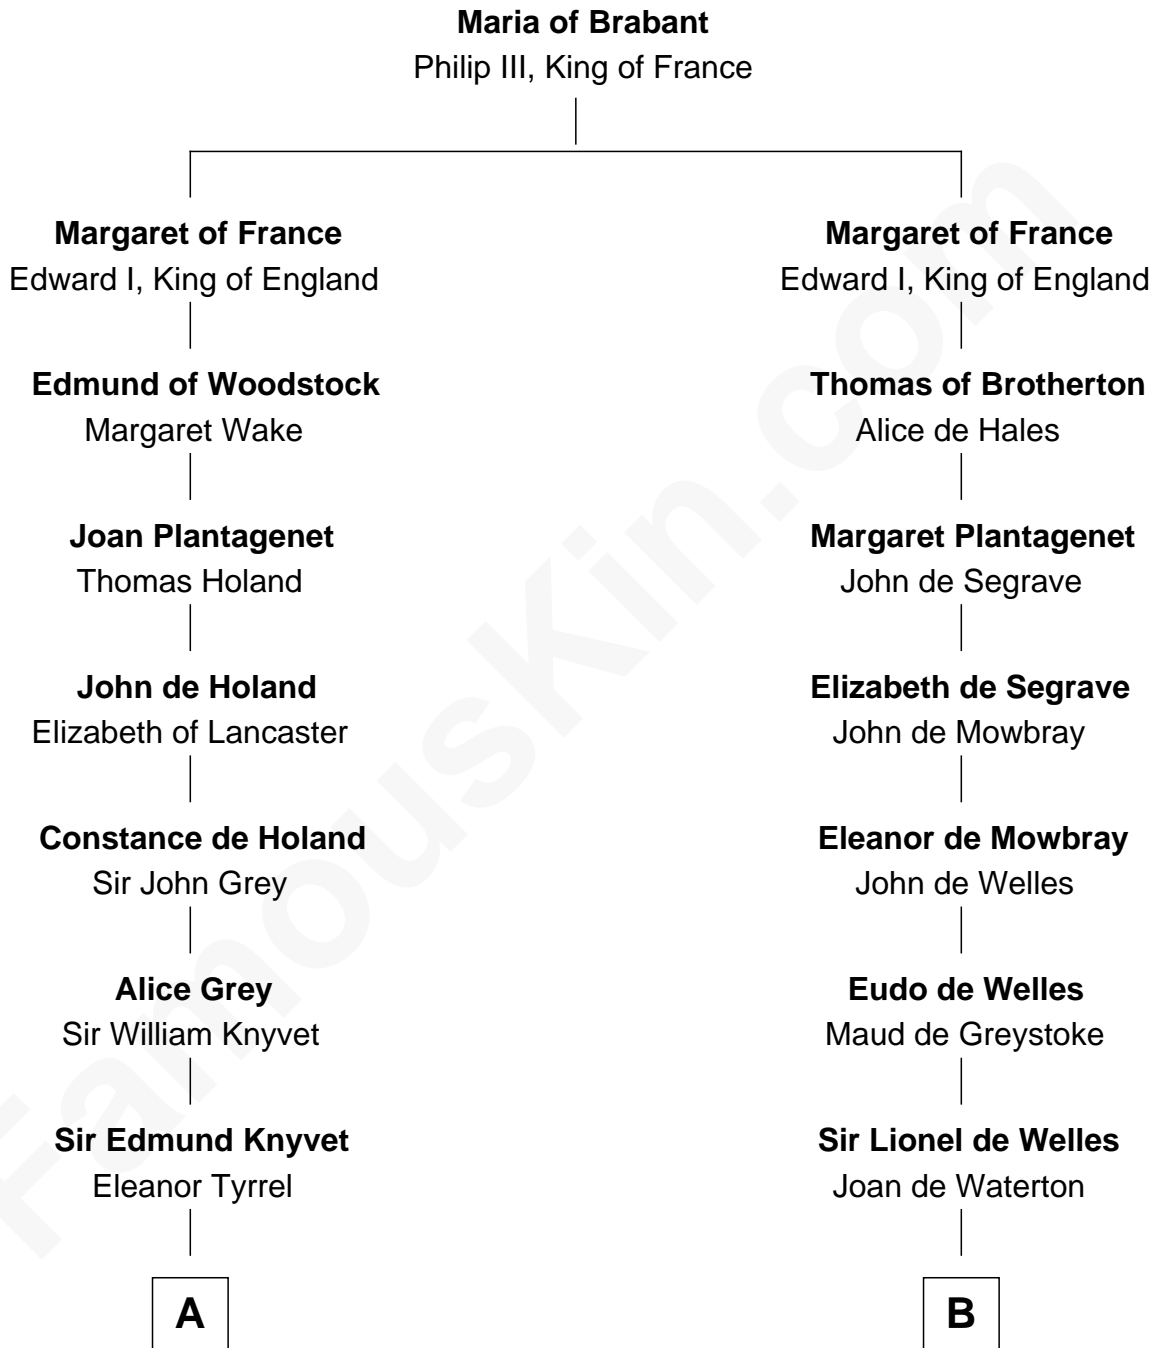 Maria of Brabant
Philip III, King of France
Margaret of France
Edward I, King of England
Margaret of France
Edward I, King of England
Edmund of Woodstock
Margaret Wake
Thomas of Brotherton
Alice de Hales
Joan Plantagenet
Thomas Holand
Margaret Plantagenet
John de Segrave
John de Holand
Elizabeth of Lancaster
Elizabeth de Segrave
John de Mowbray
Constance de Holand
Sir John Grey
Eleanor de Mowbray
John de Welles
Alice Grey
Sir William Knyvet
Eudo de Welles
Maud de Greystoke
Sir Edmund Knyvet
Eleanor Tyrrel
Sir Lionel de Welles
Joan de Waterton
A
B
FamousKin.com